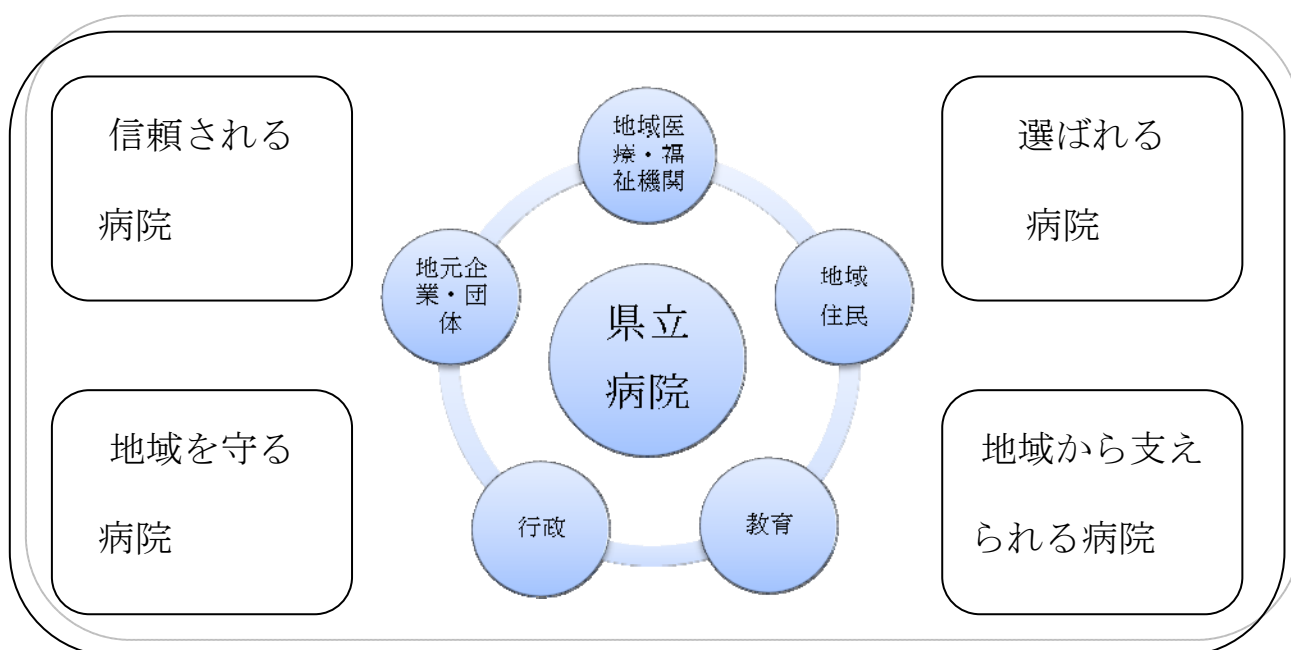 信頼される
病院
選ばれる
病院
地域医
療・福
祉機関
地元企
業・団
体
地域
住民
県立
病院
行政
教育
地域を守る
病院
地域から支え
られる病院